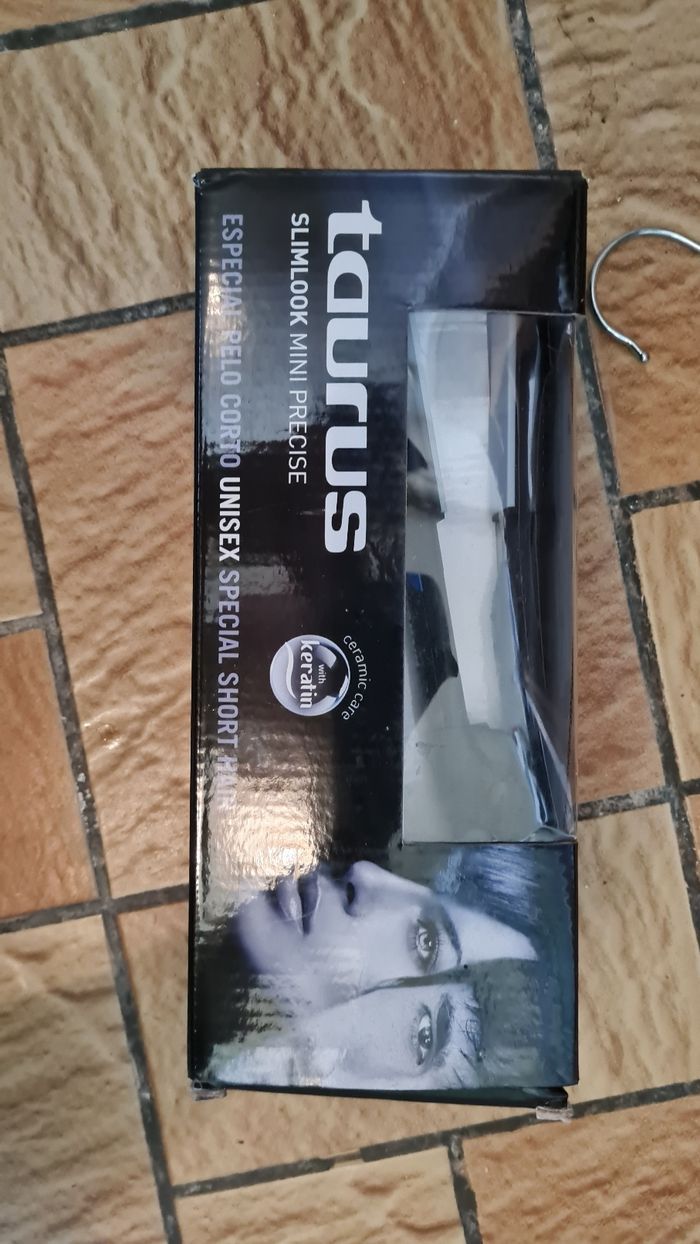 taurus
SLIMLOOK MINI PRECISE
ceramic care
with
keratin
ESPECIAL PELO CORTO UNISEX SPECIAL SHORT HAIR